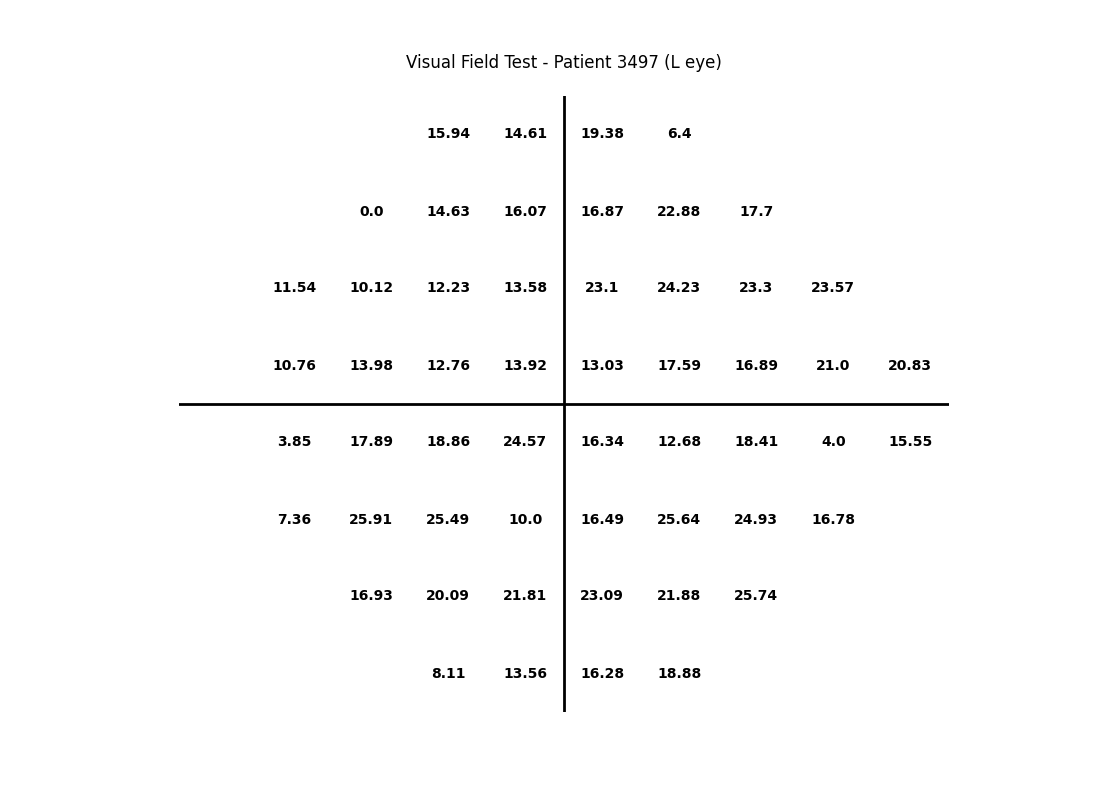 Visual Field Test - Patient 3497 (L eye)
15.94 14.61 19.38 6.4
0.0 14.63 16.07 16.87 22.88 17.7
11.54 10.12 12.23 13.58 23.1 24.23 23.3 23.57
10.76 13.98 12.76 13.92 13.03 17.59 16.89 21.0 20.83
3.85 17.89 18.86 24.57 16.34 12.68 18.41 4.0 15.55
7.36 25.91 25.49 10.0 16.49 25.64 24.93 16.78
16.93 20.09 21.81 23.09 21.88 25.74
8.11 13.56 16.28 18.88